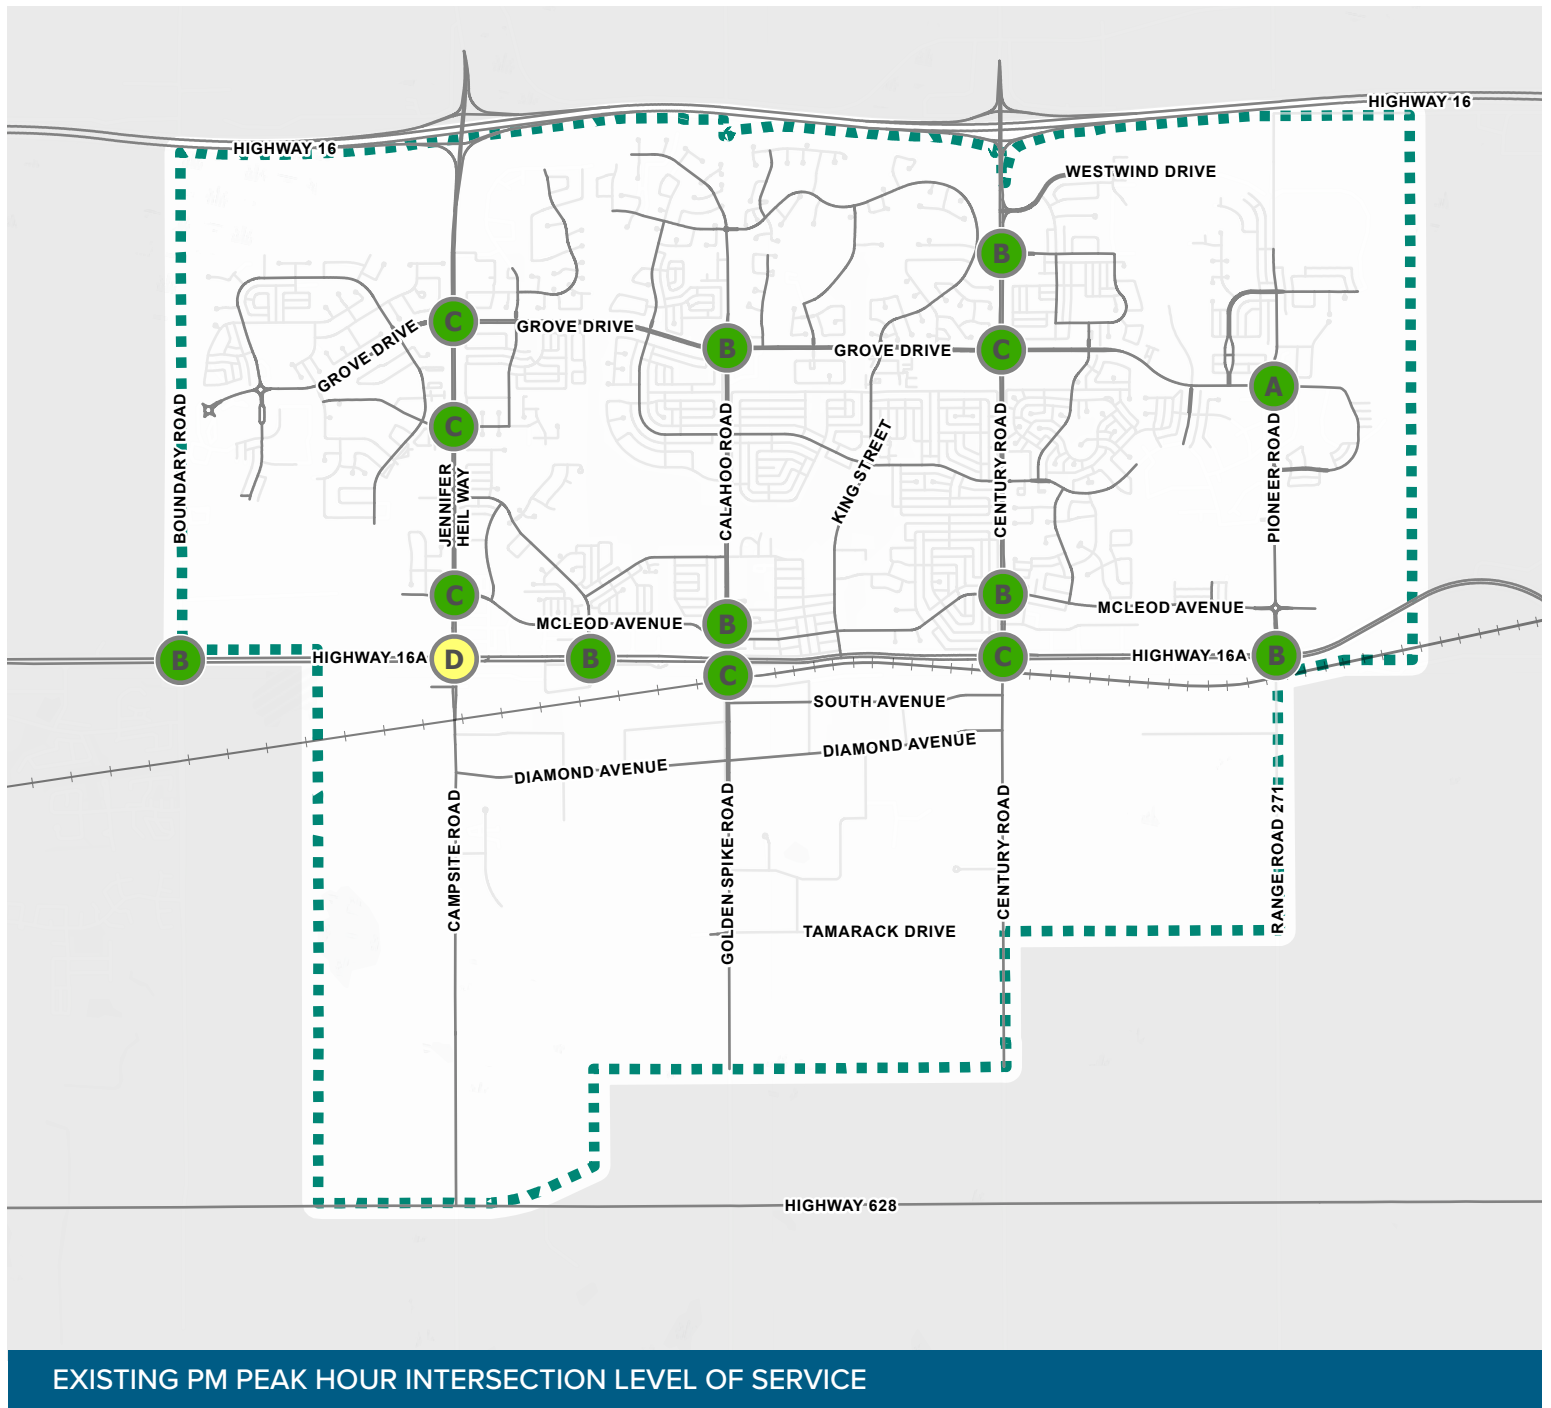 HIGHWAY 16
HIGHWAY 16
WESTWIND DRIVE
B
C
GROVE DRIVE
GROVE DRIVE
B
GROVE DRIVE
C
A
C
BOUNDARY ROAD
JENNIFER
HEIL WAY
CALAHOO ROAD
KING STREET
CENTURY ROAD
PIONEER ROAD
C
MCLEOD AVENUE
B
B
MCLEOD AVENUE
B
HIGHWAY 16A
D
B
C
C
HIGHWAY 16A
B
SOUTH AVENUE
DIAMOND AVENUE
DIAMOND AVENUE
CAMPSITE ROAD
GOLDEN SPIKE ROAD
CENTURY ROAD
RANGE ROAD 271
TAMARACK DRIVE
HIGHWAY 628
EXISTING PM PEAK HOUR INTERSECTION LEVEL OF SERVICE